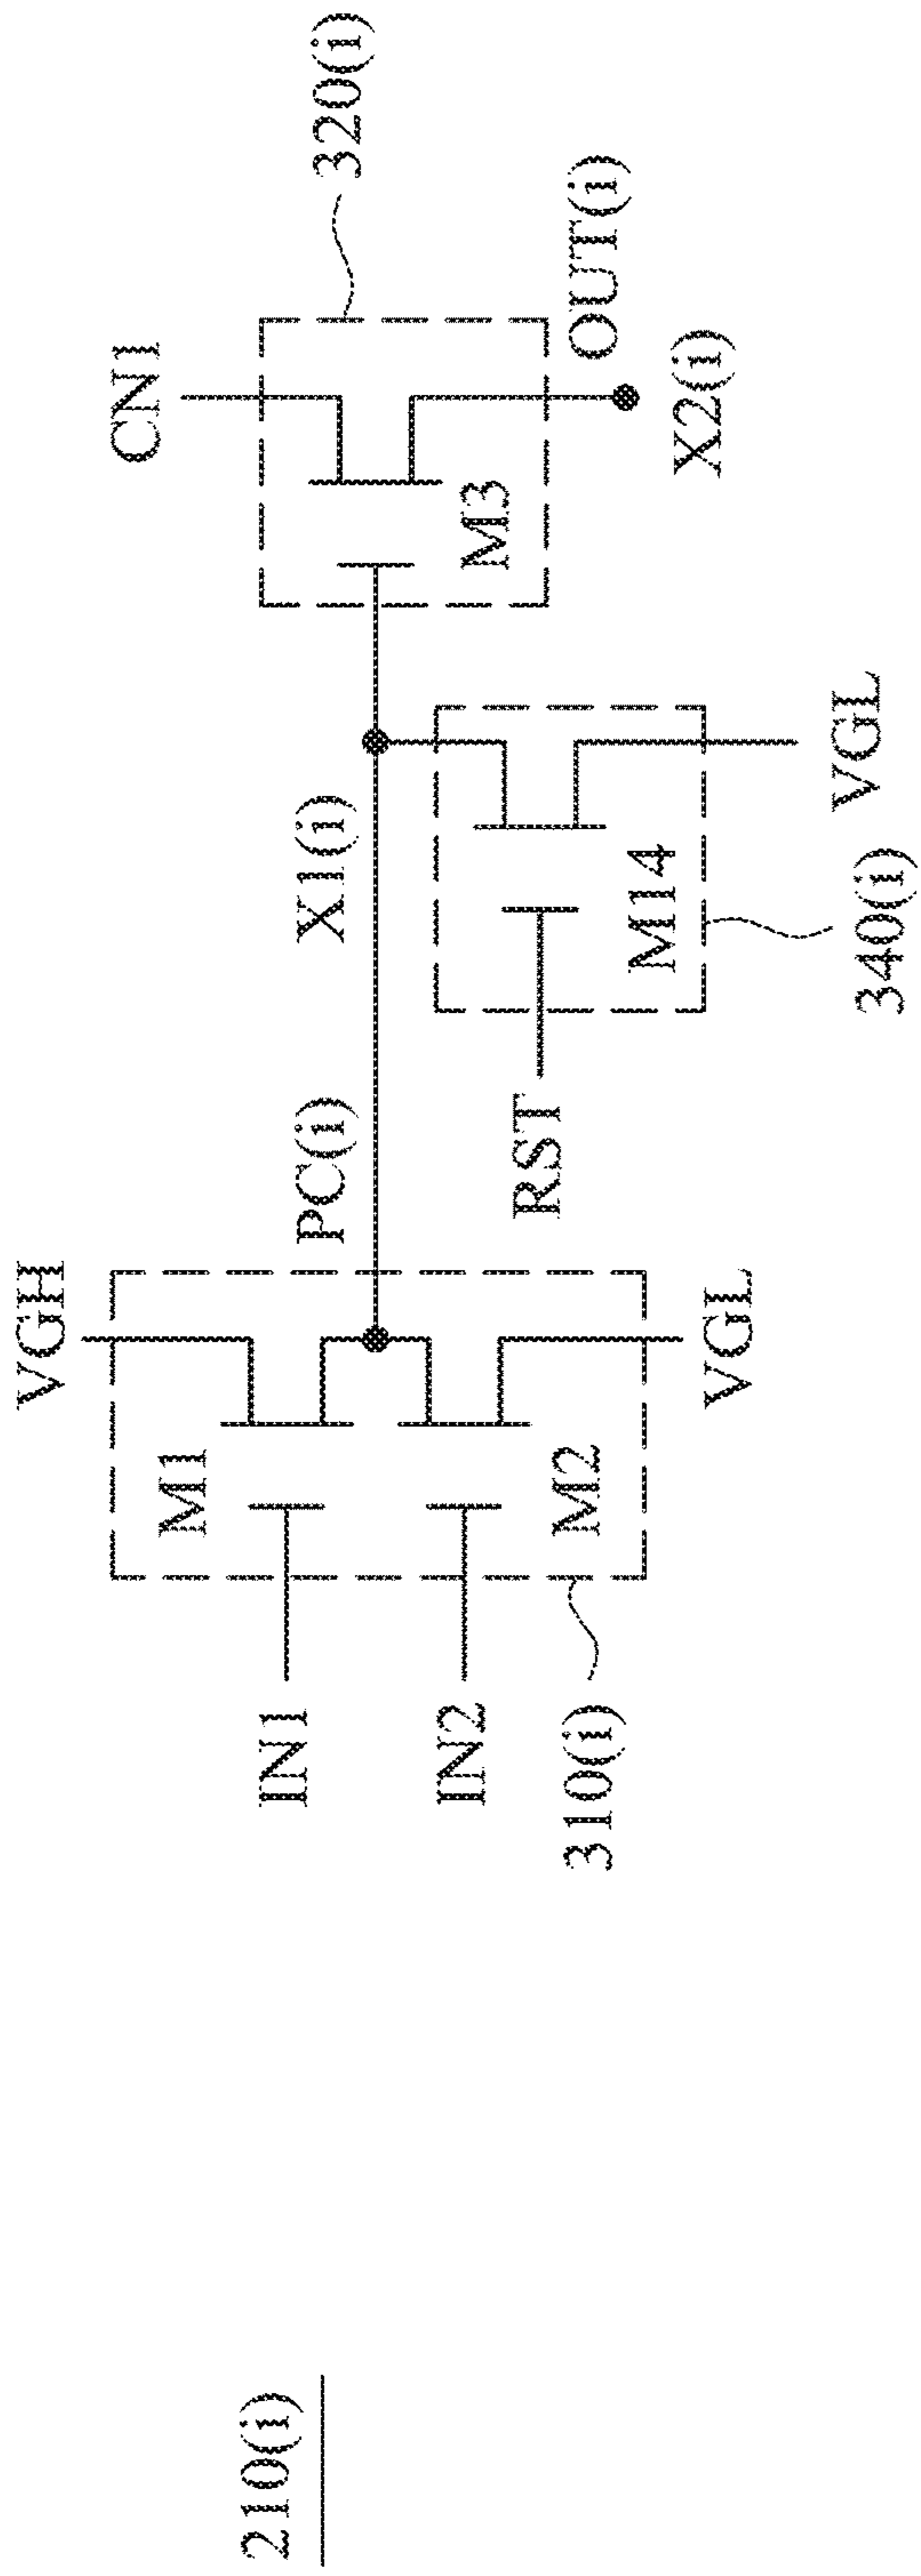 210(i)
VGH
M1
IN1
IN2
M2
310(i)
VGL
PC(i)
X1(i)
RST
M14
340(i)
VGL
CN1
M3
320(i)
OUT(i)
X2(i)